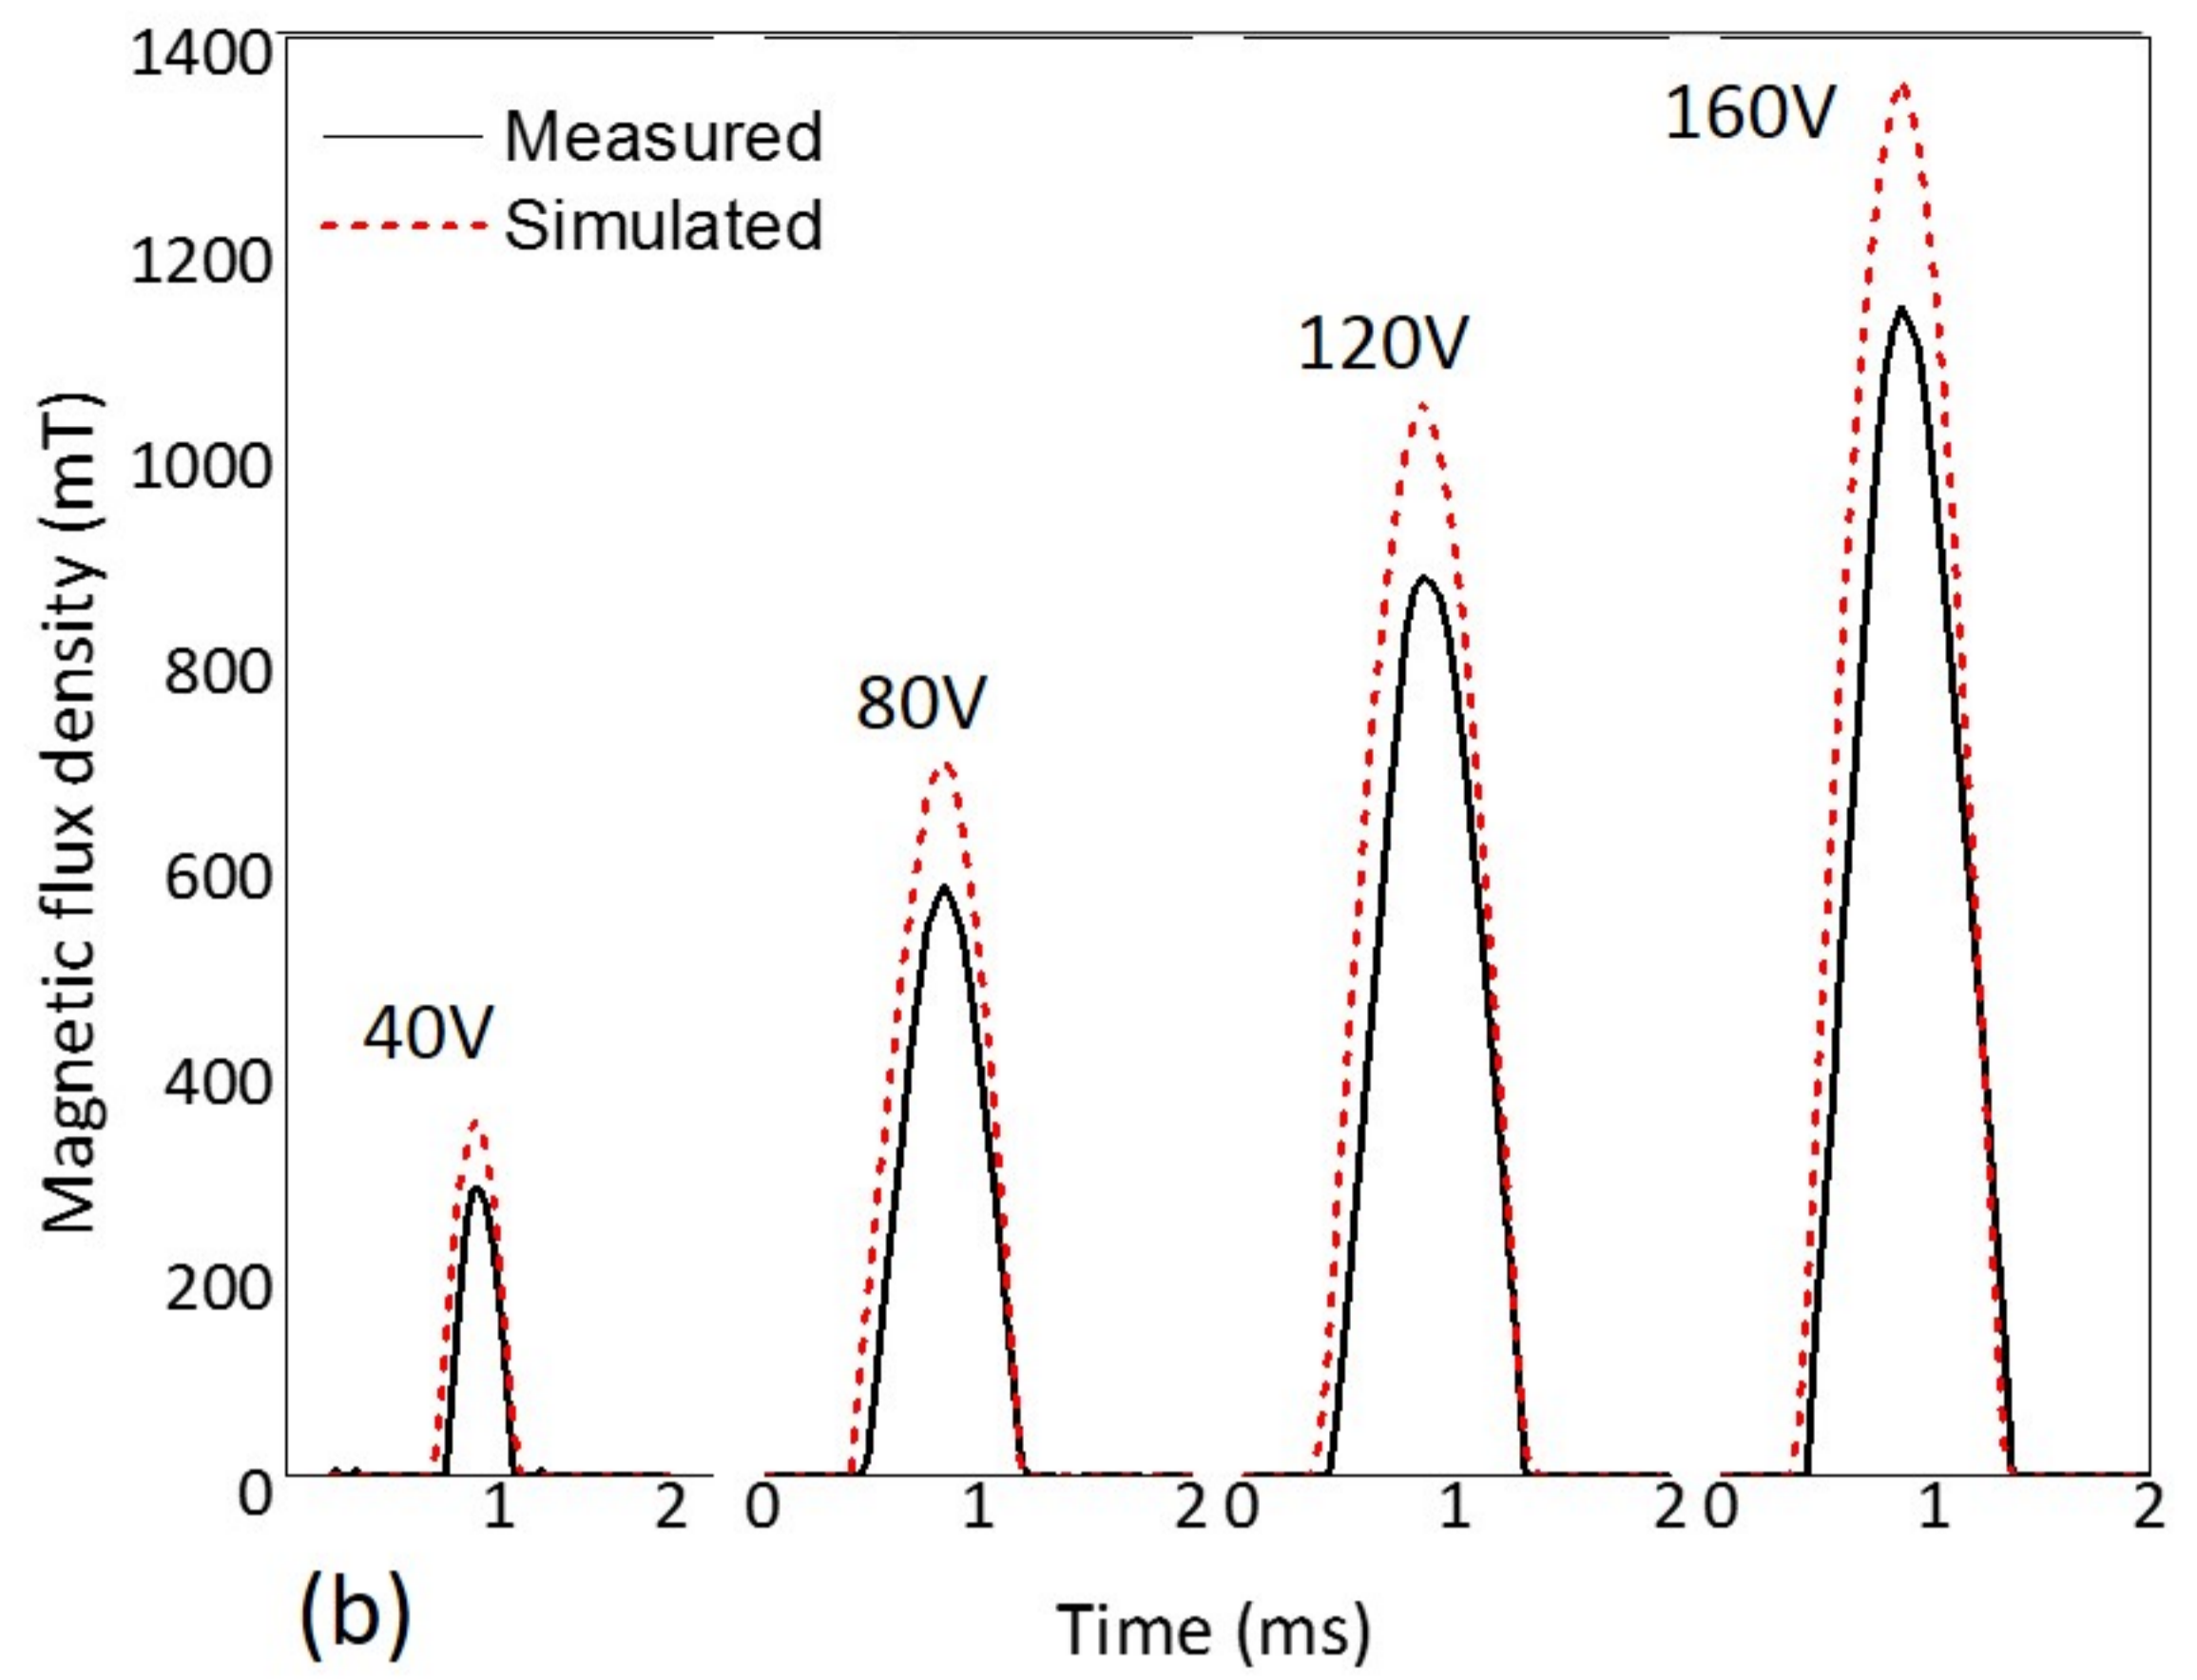 1400
1200
1000
800
600
400
200
0
Magnetic flux density (mT)
Measured
Simulated
40V
80V
120V
160V
1 2 0 1 2 0 1 2 0 1 2
Time (ms)
(b)